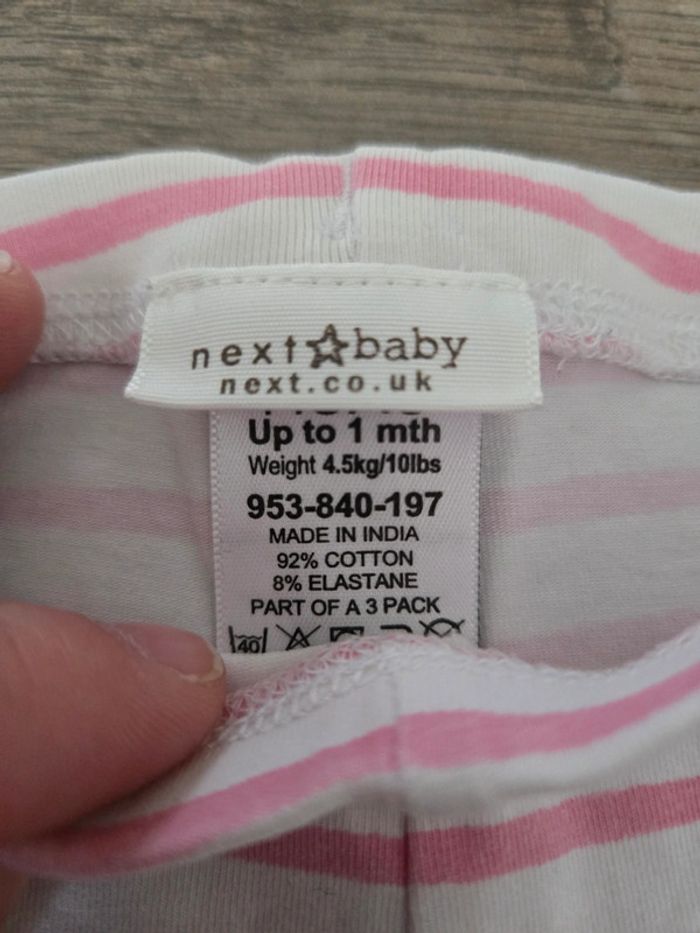 next☆baby
next.co.uk
Up to 1 mth
Weight 4.5kg/10lbs
953-840-197
MADE IN INDIA
92% COTTON
8% ELASTANE
PART OF A 3 PACK
40